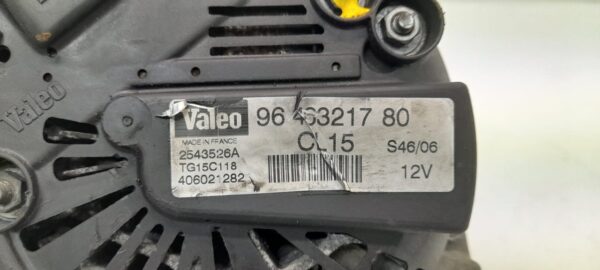 Valeo
Valeo 96 463217 80
MADE IN FRANCE
CL15 S46/06
2543526A
TG15C118
406021282 12V